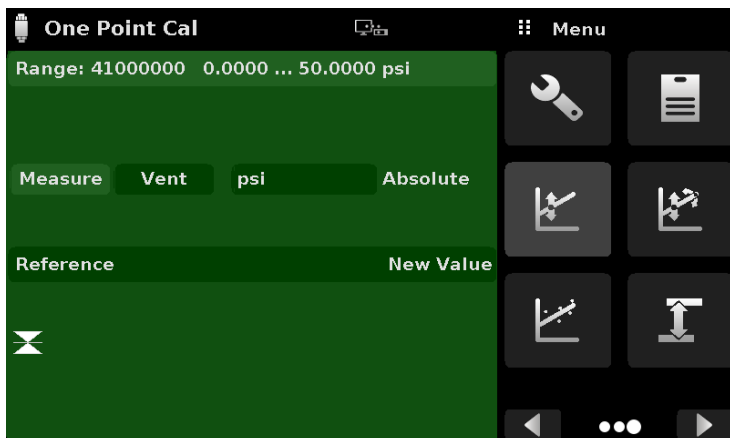 One Point Cal
Menu
Range: 41000000 0.0000 ... 50.0000 psi
Measure Vent psi Absolute
Reference New Value